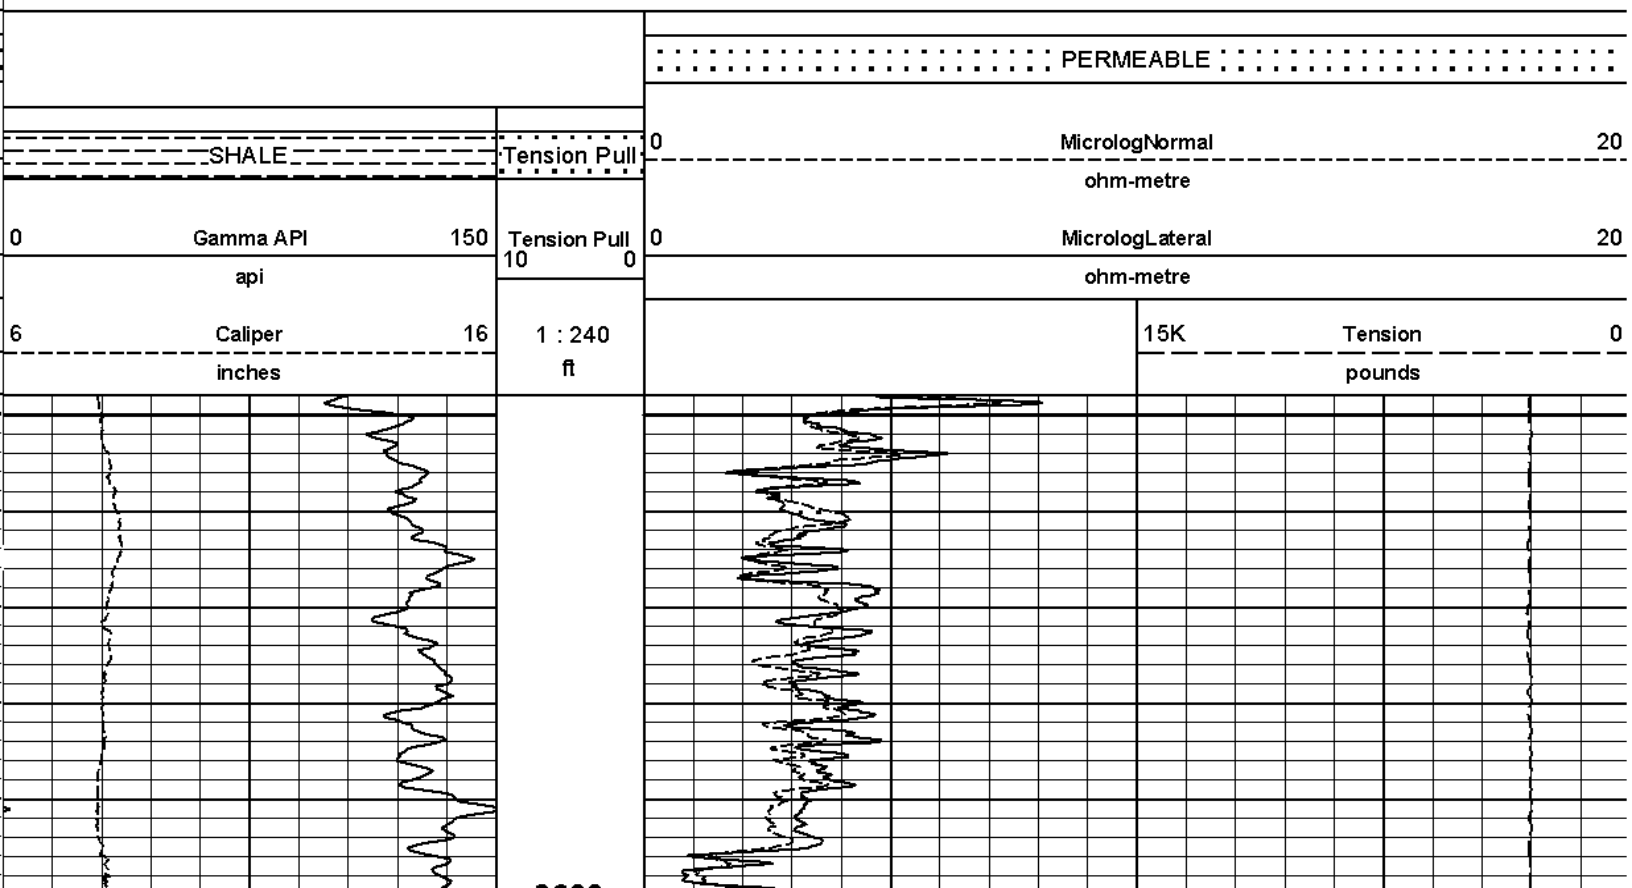 PERMEABLE
0 MicrologNormal 20
SHALE Tension Pull
ohm-metre
0 Gamma API 150 Tension Pull 0 MicrologLateral 20
10 0
api ohm-metre
6 Caliper 16 1 : 240 15K Tension 0
ft
inches pounds